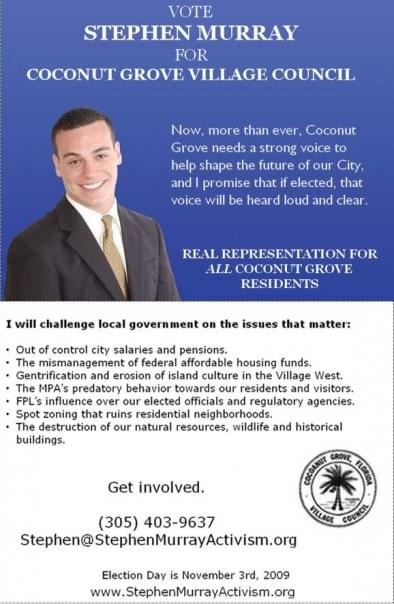 VOTE
STEPHEN MURRAY
FOR
COCONUT GROVE VILLAGE COUNCIL
Now, more than ever, Coconut
Grove needs a strong voice to
help shape the future of our City,
and I promise that if elected, that
voice will be heard loud and clear.
REAL REPRESENTATION FOR
ALL COCONUT GROVE
RESIDENTS
I will challenge local government on the issues that matter:
• Out of control city salaries and pensions.
• The mismanagement of federal affordable housing funds.
• Gentrification and erosion of island culture in the Village West.
• The MPA's predatory behavior towards our residents and visitors.
• FPL's influence over our elected officials and regulatory agencies.
• Spot zoning that ruins residential neighborhoods.
• The destruction of our natural resources, wildlife and historical
buildings.
COCOANUT GROVE, FLORIDA
VILLAGE COUNCIL
Get involved.
(305) 403-9637
Stephen@StephenMurrayActivism.org
Election Day is November 3rd, 2009
www.StephenMurrayActivism.org